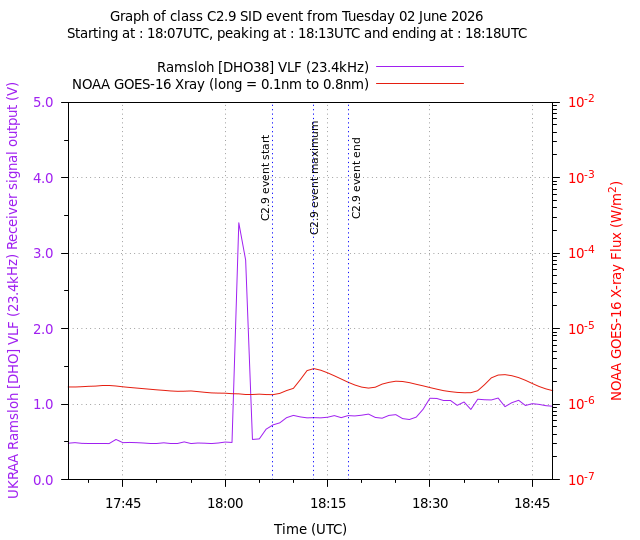 Graph of class C2.9 SID event from Tuesday 02 June 2026
Starting at : 18:07UTC, peaking at : 18:13UTC and ending at : 18:18UTC
Ramsloh [DHO38] VLF (23.4kHz)
NOAA GOES-16 Xray (long = 0.1nm to 0.8nm)
UKRAA Ramsloh [DHO] VLF (23.4kHz) Receiver signal output (V)
5.0
4.0
3.0
2.0
1.0
0.0
C2.9 event start
C2.9 event maximum
C2.9 event end
10⁻²
10⁻³
10⁻⁴
10⁻⁵
10⁻⁶
10⁻⁷
NOAA GOES-16 X-ray Flux (W/m²)
17:45 18:00 18:15 18:30 18:45
Time (UTC)